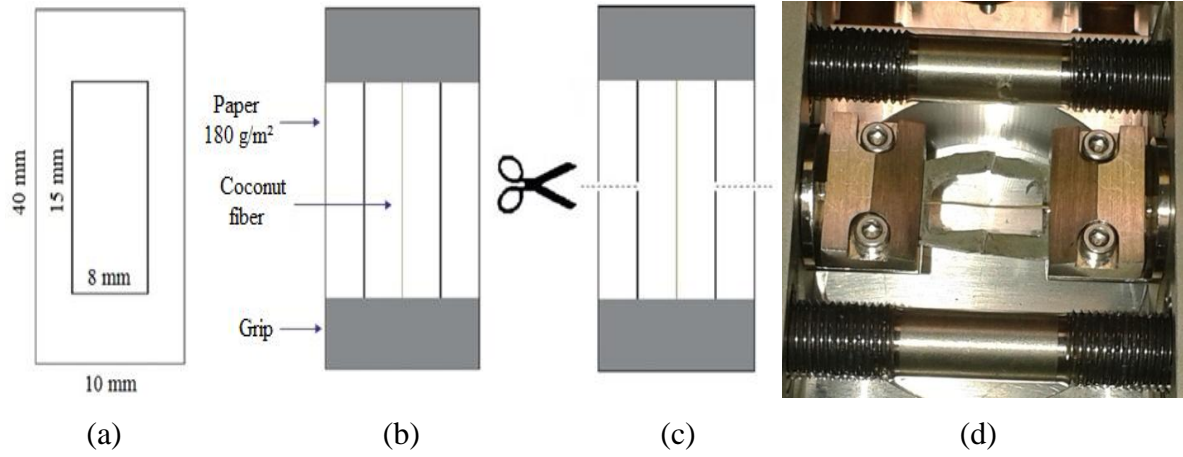 40 mm
15 mm
8 mm
10 mm
Paper
180 g/m²
Coconut
fiber
Grip
(a)
(b)
(c)
(d)